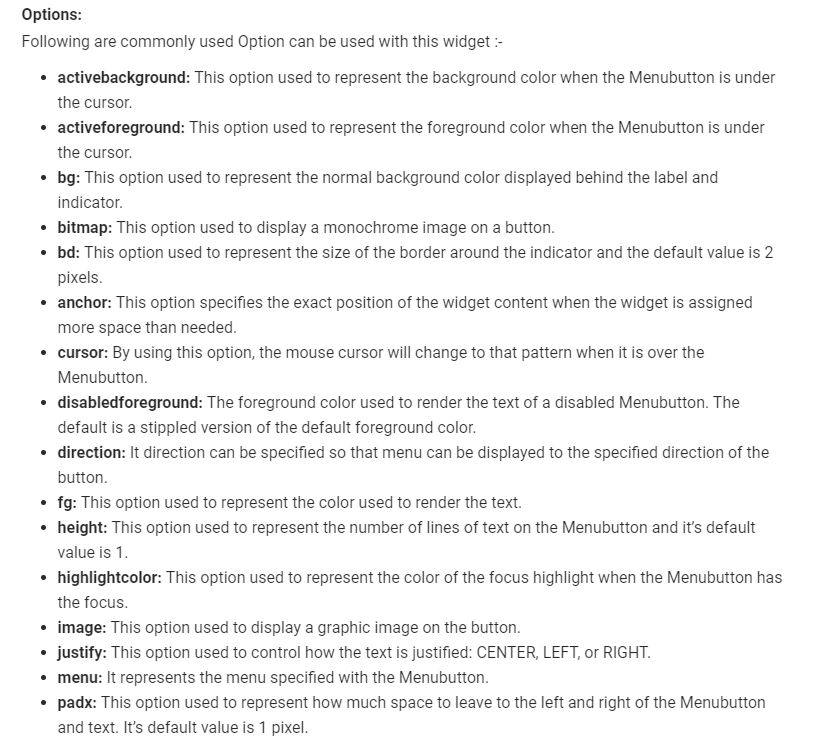 Options:
Following are commonly used Option can be used with this widget :-
• activebackground: This option used to represent the background color when the Menubutton is under
the cursor.
• activeforeground: This option used to represent the foreground color when the Menubutton is under
the cursor.
• bg: This option used to represent the normal background color displayed behind the label and
indicator.
• bitmap: This option used to display a monochrome image on a button.
• bd: This option used to represent the size of the border around the indicator and the default value is 2
pixels.
• anchor: This option specifies the exact position of the widget content when the widget is assigned
more space than needed.
• cursor: By using this option, the mouse cursor will change to that pattern when it is over the
Menubutton.
• disabledforeground: The foreground color used to render the text of a disabled Menubutton. The
default is a stippled version of the default foreground color.
• direction: It direction can be specified so that menu can be displayed to the specified direction of the
button.
• fg: This option used to represent the color used to render the text.
• height: This option used to represent the number of lines of text on the Menubutton and it’s default
value is 1.
• highlightcolor: This option used to represent the color of the focus highlight when the Menubutton has
the focus.
• image: This option used to display a graphic image on the button.
• justify: This option used to control how the text is justified: CENTER, LEFT, or RIGHT.
• menu: It represents the menu specified with the Menubutton.
• padx: This option used to represent how much space to leave to the left and right of the Menubutton
and text. It’s default value is 1 pixel.